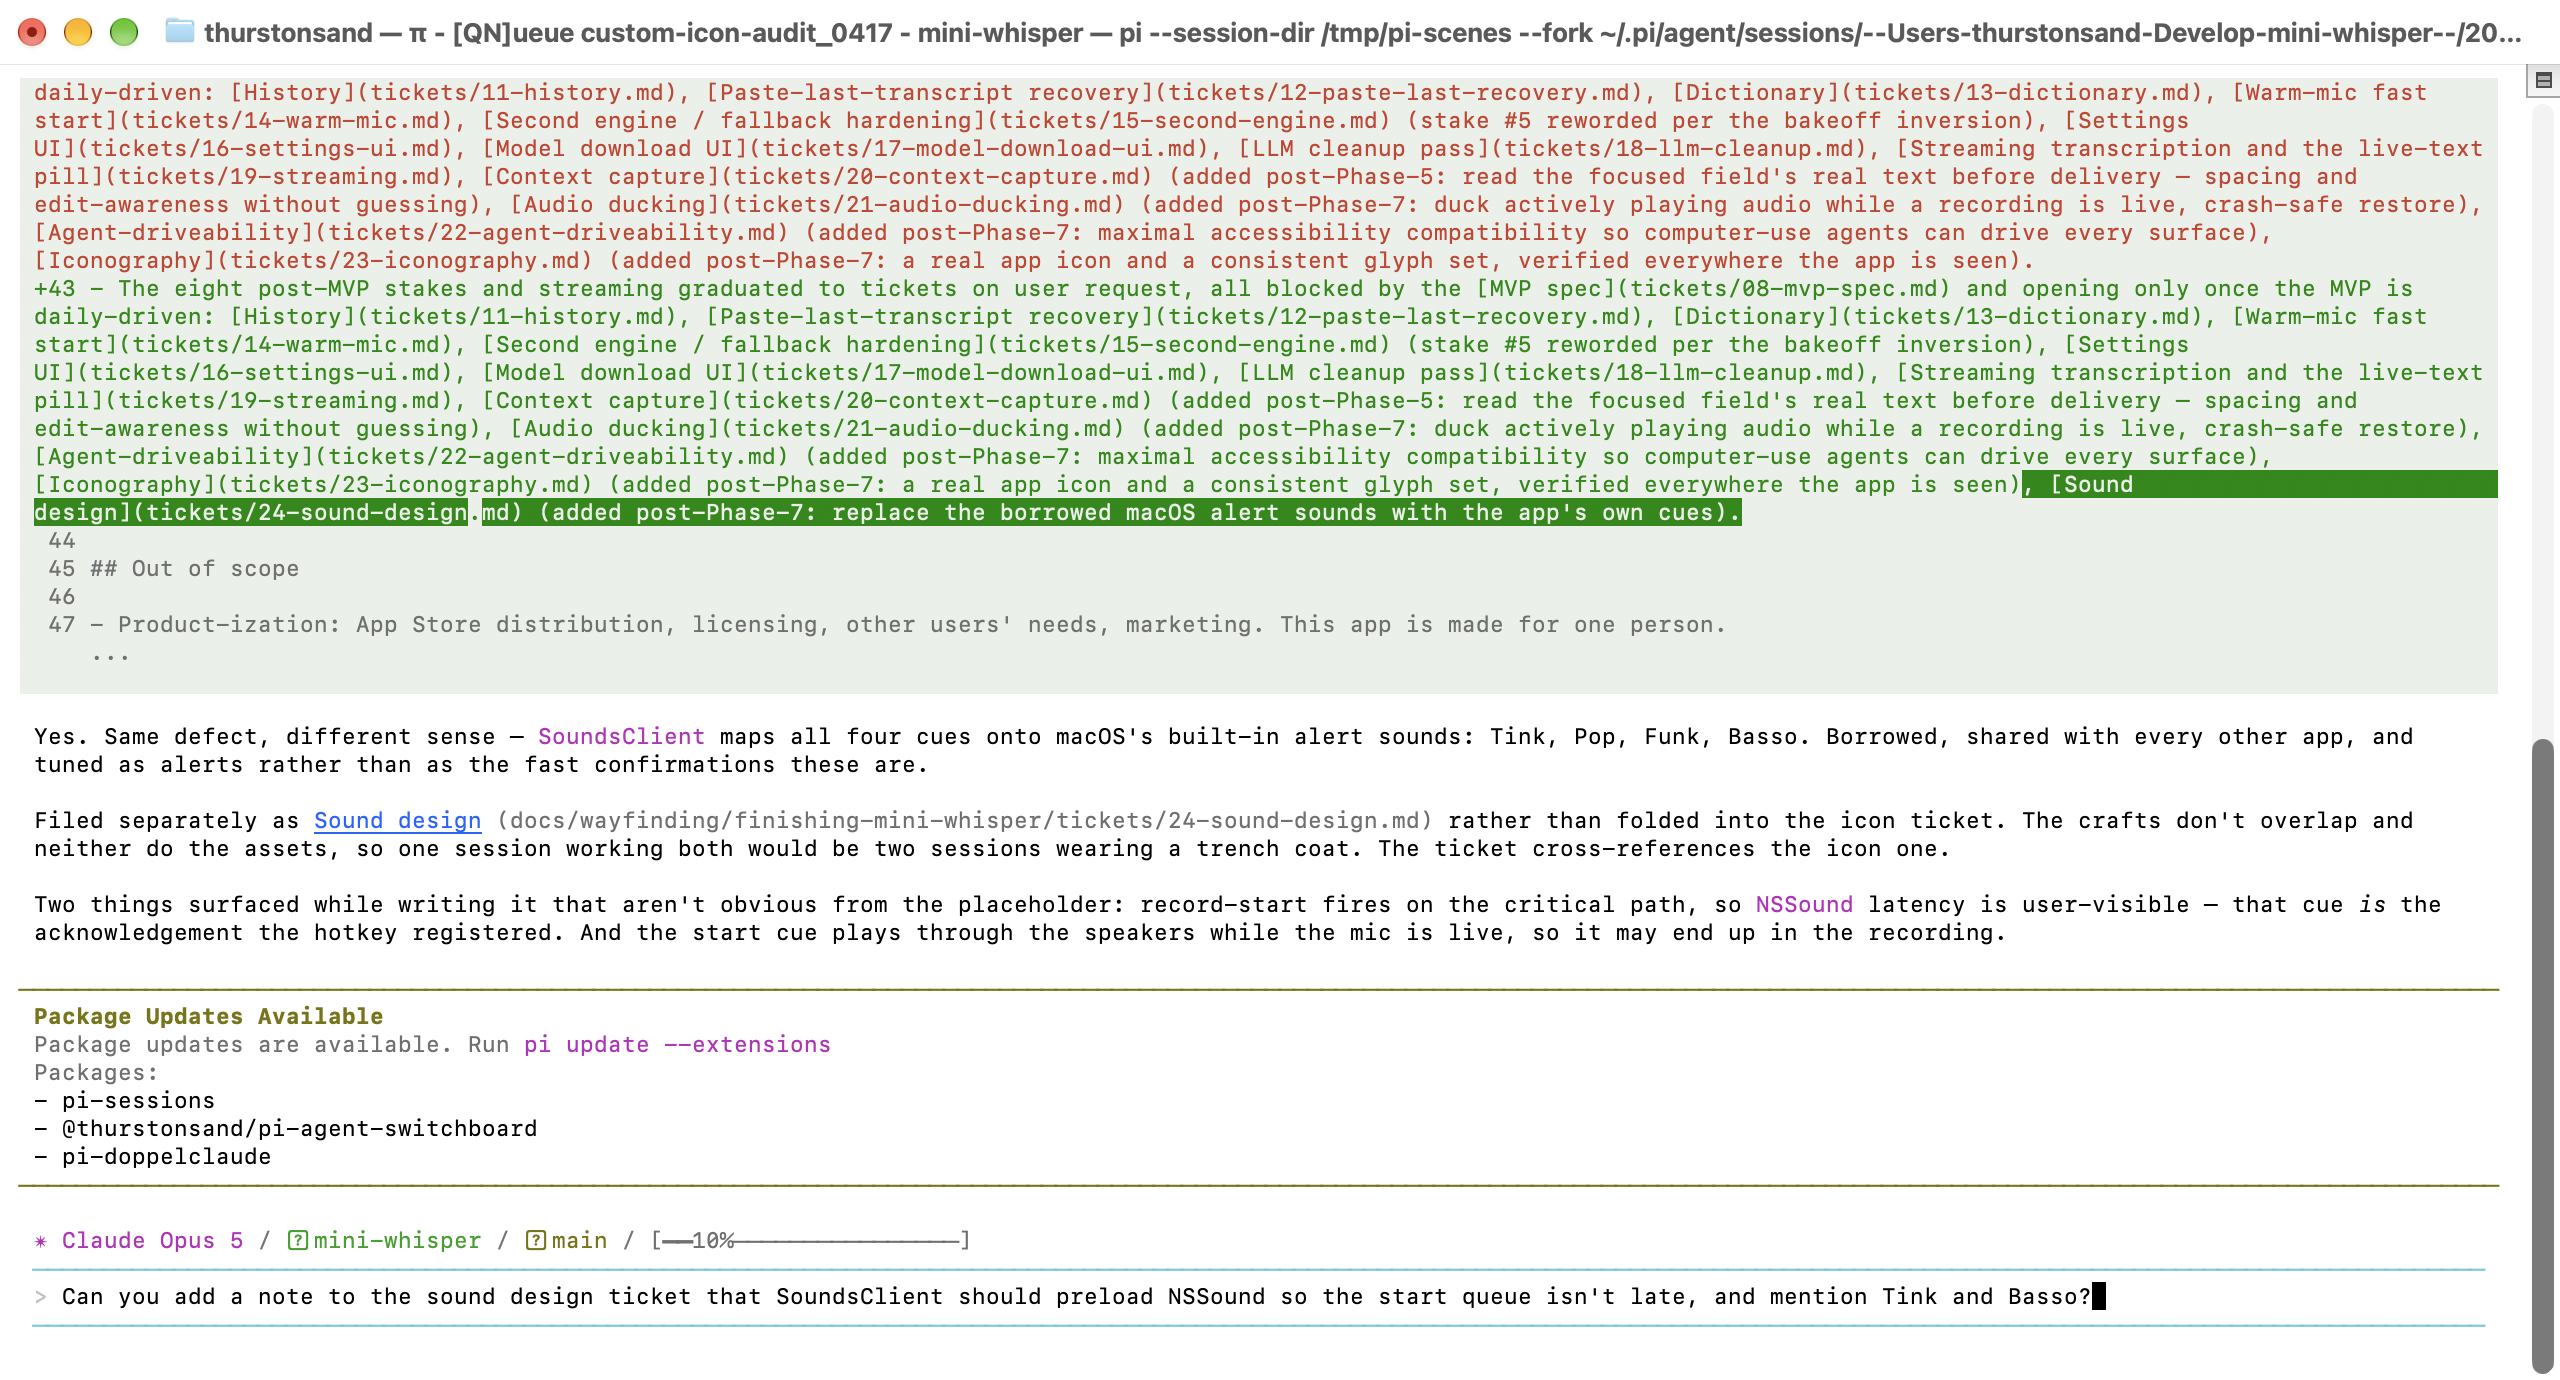 thurstonsand — π - [QN]ueue custom-icon-audit_0417 - mini-whisper — pi --session-dir /tmp/pi-scenes --fork ~/.pi/agent/sessions/--Users-thurstonsand-Develop-mini-whisper--/20...
daily-driven: [History](tickets/11-history.md), [Paste-last-transcript recovery](tickets/12-paste-last-recovery.md), [Dictionary](tickets/13-dictionary.md), [Warm-mic fast
start](tickets/14-warm-mic.md), [Second engine / fallback hardening](tickets/15-second-engine.md) (stake #5 reworded per the bakeoff inversion), [Settings
UI](tickets/16-settings-ui.md), [Model download UI](tickets/17-model-download-ui.md), [LLM cleanup pass](tickets/18-llm-cleanup.md), [Streaming transcription and the live-text
pill](tickets/19-streaming.md), [Context capture](tickets/20-context-capture.md) (added post-Phase-5: read the focused field's real text before delivery — spacing and
edit-awareness without guessing), [Audio ducking](tickets/21-audio-ducking.md) (added post-Phase-7: duck actively playing audio while a recording is live, crash-safe restore),
[Agent-driveability](tickets/22-agent-driveability.md) (added post-Phase-7: maximal accessibility compatibility so computer-use agents can drive every surface),
[Iconography](tickets/23-iconography.md) (added post-Phase-7: a real app icon and a consistent glyph set, verified everywhere the app is seen).
+43 - The eight post-MVP stakes and streaming graduated to tickets on user request, all blocked by the [MVP spec](tickets/08-mvp-spec.md) and opening only once the MVP is
daily-driven: [History](tickets/11-history.md), [Paste-last-transcript recovery](tickets/12-paste-last-recovery.md), [Dictionary](tickets/13-dictionary.md), [Warm-mic fast
start](tickets/14-warm-mic.md), [Second engine / fallback hardening](tickets/15-second-engine.md) (stake #5 reworded per the bakeoff inversion), [Settings
UI](tickets/16-settings-ui.md), [Model download UI](tickets/17-model-download-ui.md), [LLM cleanup pass](tickets/18-llm-cleanup.md), [Streaming transcription and the live-text
pill](tickets/19-streaming.md), [Context capture](tickets/20-context-capture.md) (added post-Phase-5: read the focused field's real text before delivery — spacing and
edit-awareness without guessing), [Audio ducking](tickets/21-audio-ducking.md) (added post-Phase-7: duck actively playing audio while a recording is live, crash-safe restore),
[Agent-driveability](tickets/22-agent-driveability.md) (added post-Phase-7: maximal accessibility compatibility so computer-use agents can drive every surface),
[Iconography](tickets/23-iconography.md) (added post-Phase-7: a real app icon and a consistent glyph set, verified everywhere the app is seen), [Sound
design](tickets/24-sound-design.md) (added post-Phase-7: replace the borrowed macOS alert sounds with the app's own cues).
44
45 ## Out of scope
46
47 - Product-ization: App Store distribution, licensing, other users' needs, marketing. This app is made for one person.
...
Yes. Same defect, different sense — SoundsClient maps all four cues onto macOS's built-in alert sounds: Tink, Pop, Funk, Basso. Borrowed, shared with every other app, and
tuned as alerts rather than as the fast confirmations these are.
Filed separately as Sound design (docs/wayfinding/finishing-mini-whisper/tickets/24-sound-design.md) rather than folded into the icon ticket. The crafts don't overlap and
neither do the assets, so one session working both would be two sessions wearing a trench coat. The ticket cross-references the icon one.
Two things surfaced while writing it that aren't obvious from the placeholder: record-start fires on the critical path, so NSSound latency is user-visible — that cue is the
acknowledgement the hotkey registered. And the start cue plays through the speakers while the mic is live, so it may end up in the recording.
Package Updates Available
Package updates are available. Run pi update --extensions
Packages:
- pi-sessions
- @thurstonsand/pi-agent-switchboard
- pi-doppelclaude
✷ Claude Opus 5 / [?] mini-whisper / [?] main / [——10%————————————————]
> Can you add a note to the sound design ticket that SoundsClient should preload NSSound so the start queue isn't late, and mention Tink and Basso?